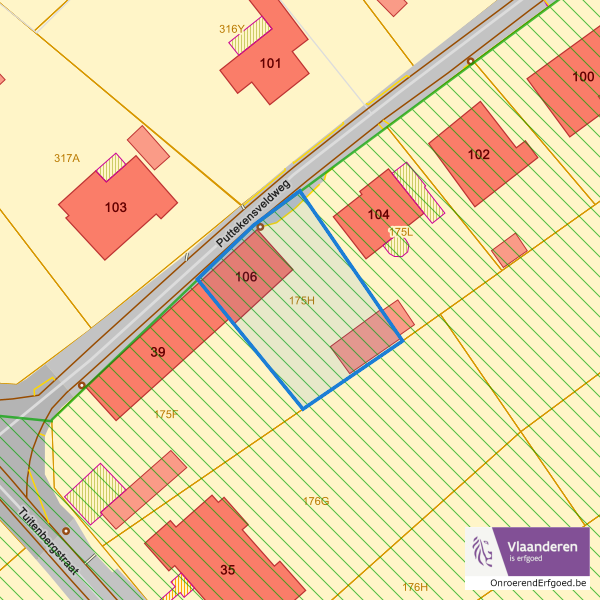 316Y
101
100
317A
102
103
Puttekensveldweg
104
175L
106
175H
39
175F
176G
Tuitenbergstraat
35
176H
Vlaanderen
is erfgoed
OnroerendErfgoed.be